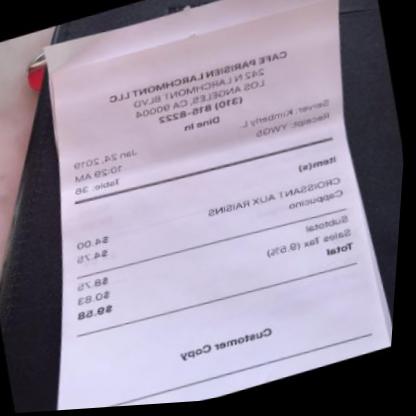 CAFE PARISIEN LARCHMONT LLC
242 N LARCHMONT BLVD
LOS ANGELES, CA 90004
(310) 815-8222
Dine In
Server: Kimberly L
Receipt: YWG5
Jan 24, 2019
10:29 AM
Table: 36
Item(s)
CROISSANT AUX RAISINS $4.00
Cappucino $4.75
Subtotal $8.75
Sales Tax (9.5%) $0.83
Total $9.58
Customer Copy